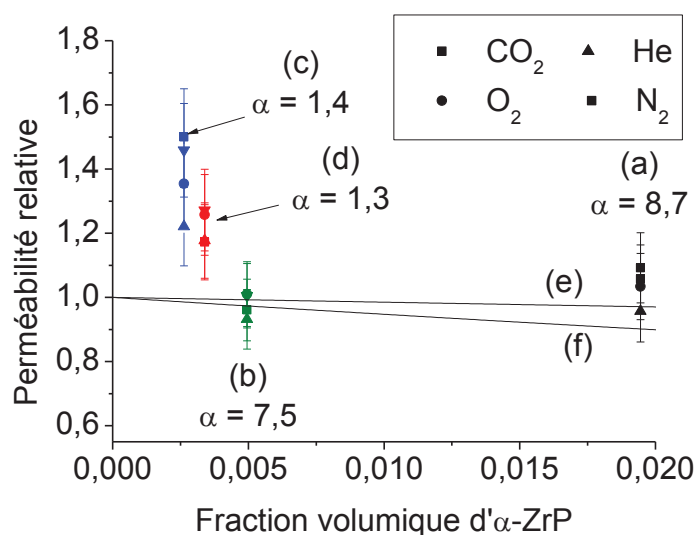 Perméabilité relative
1,8
1,6
1,4
1,2
1,0
0,8
0,6
(c)
α = 1,4
(d)
α = 1,3
CO2
He
O2
N2
(a)
α = 8,7
(e)
(f)
(b)
α = 7,5
0,000
0,005
0,010
0,015
0,020
Fraction volumique d'α-ZrP